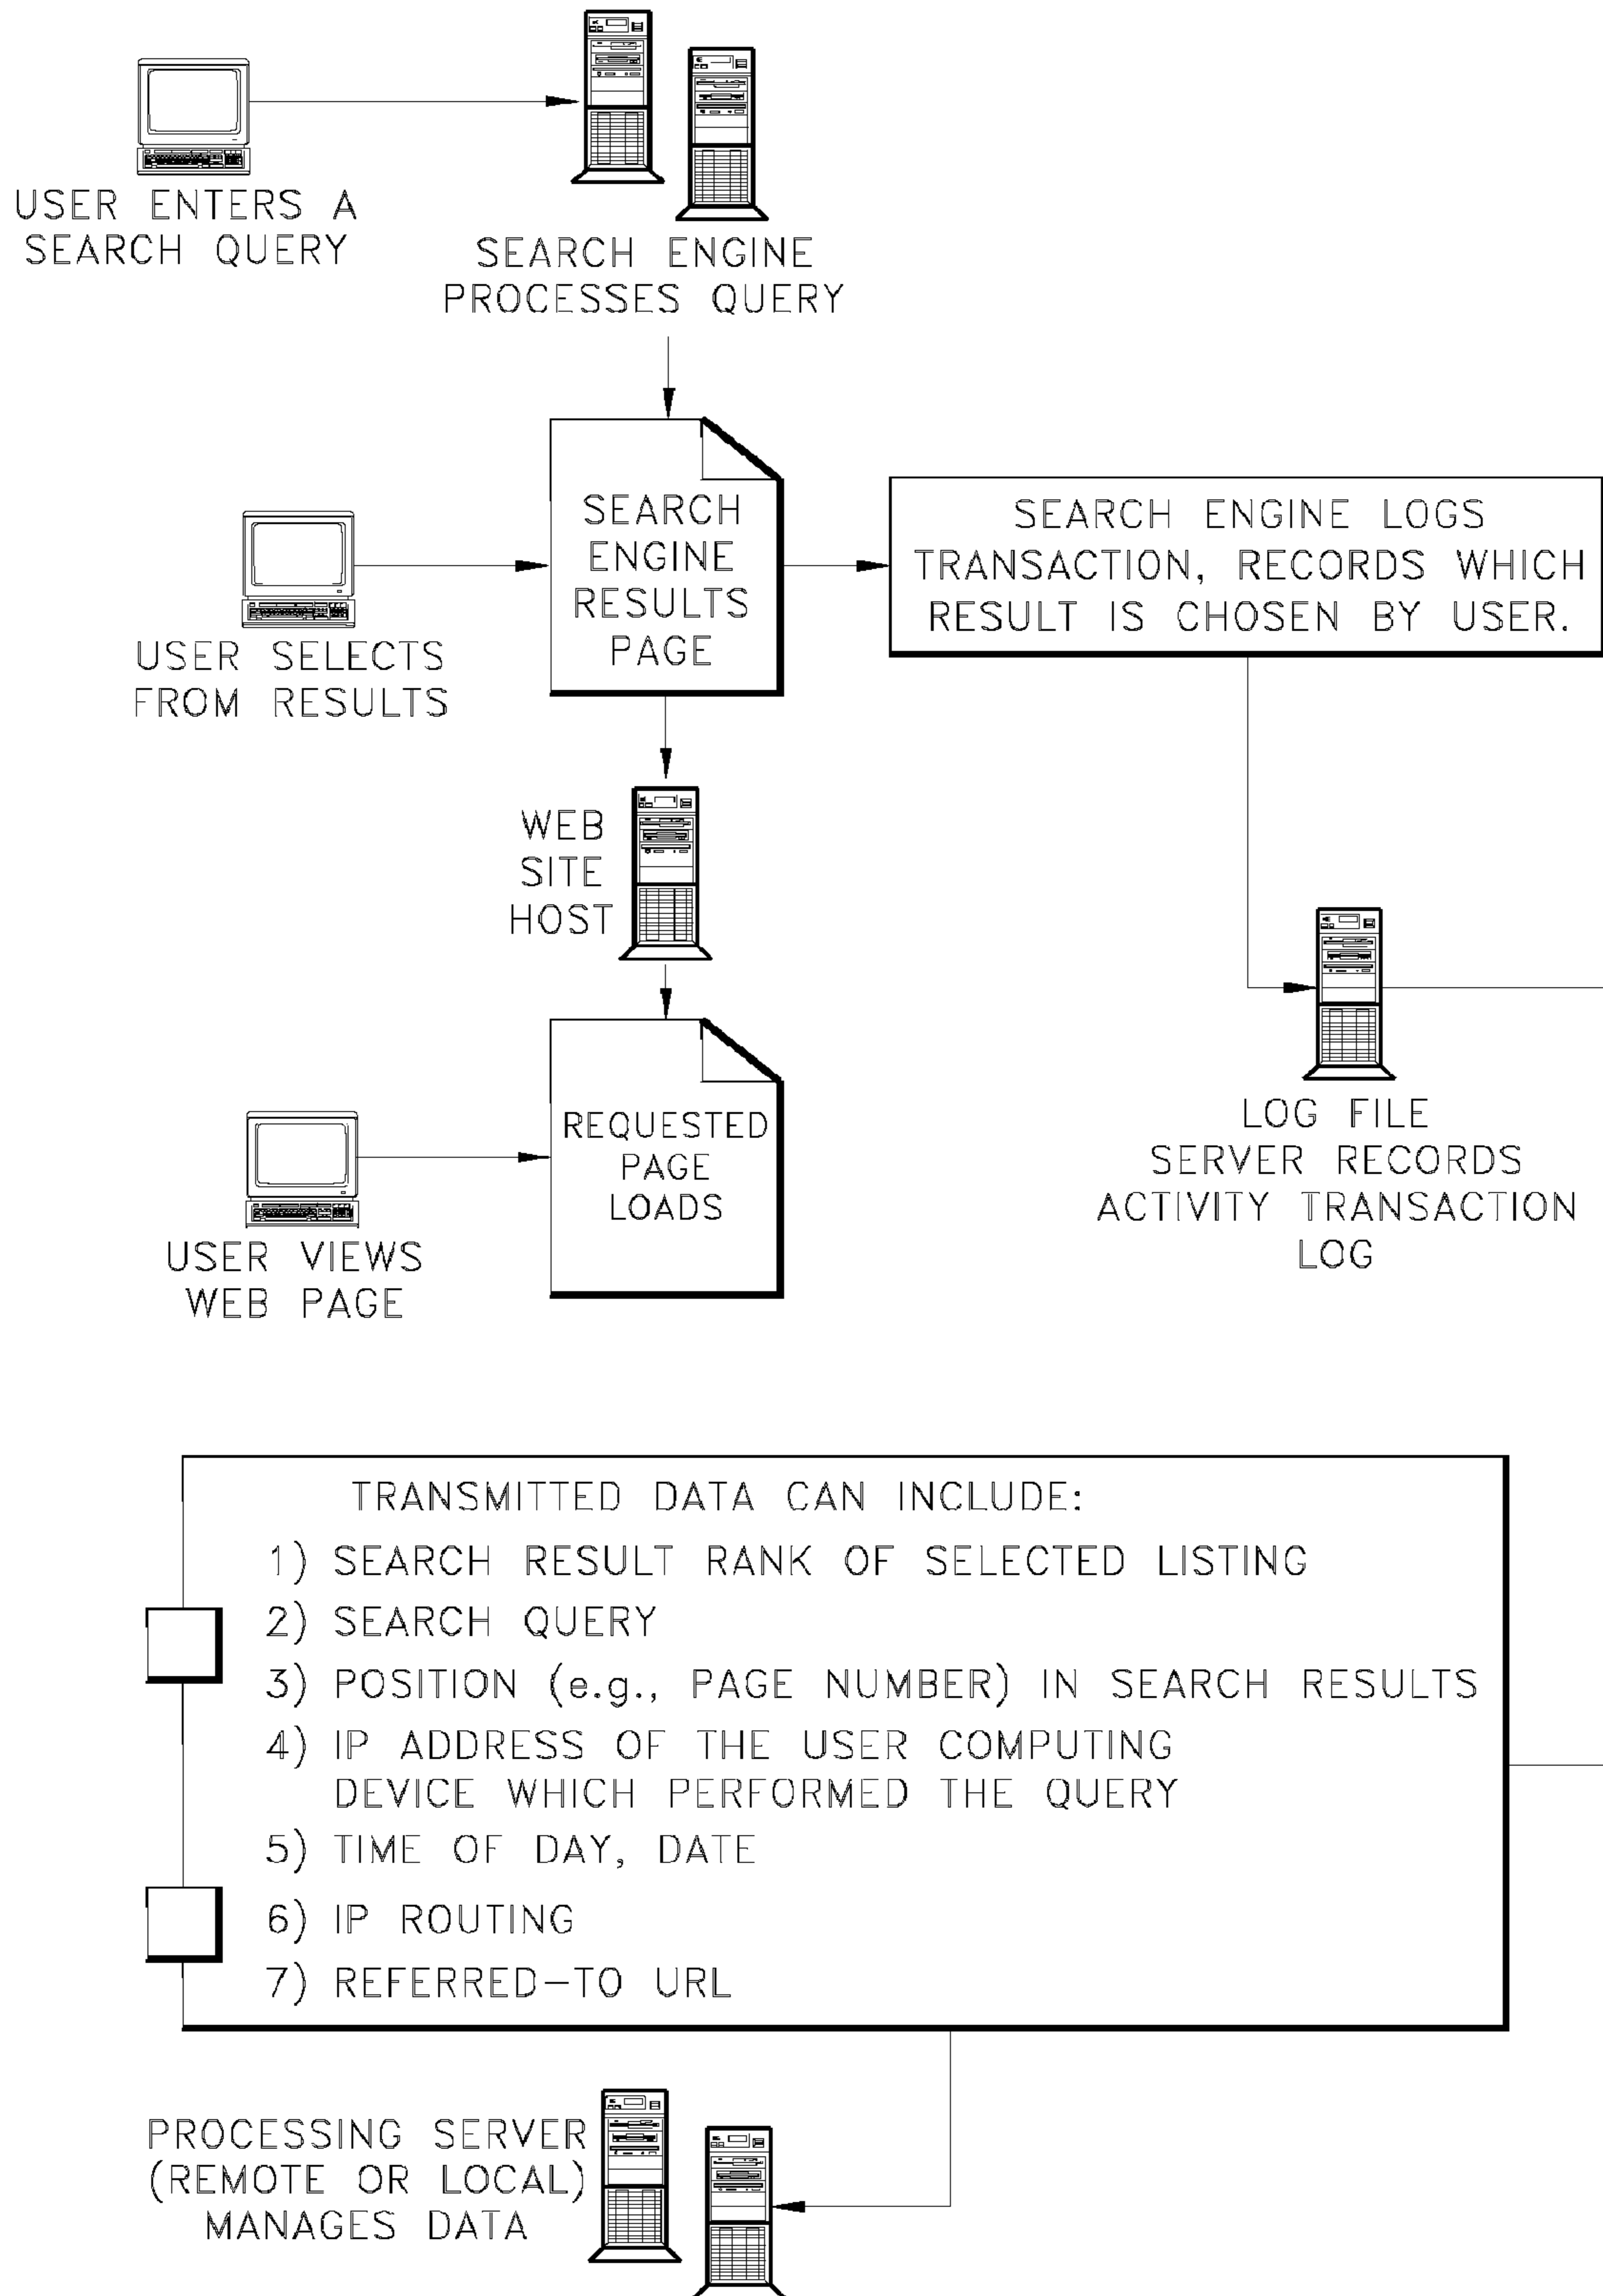 USER ENTERS A
SEARCH QUERY
SEARCH ENGINE
PROCESSES QUERY
SEARCH
ENGINE
RESULTS
PAGE
SEARCH ENGINE LOGS
TRANSACTION, RECORDS WHICH
RESULT IS CHOSEN BY USER.
USER SELECTS
FROM RESULTS
WEB
SITE
HOST
REQUESTED
PAGE
LOADS
LOG FILE
SERVER RECORDS
ACTIVITY TRANSACTION
LOG
USER VIEWS
WEB PAGE
TRANSMITTED DATA CAN INCLUDE:
1) SEARCH RESULT RANK OF SELECTED LISTING
2) SEARCH QUERY
3) POSITION (e.g., PAGE NUMBER) IN SEARCH RESULTS
4) IP ADDRESS OF THE USER COMPUTING
DEVICE WHICH PERFORMED THE QUERY
5) TIME OF DAY, DATE
6) IP ROUTING
7) REFERRED-TO URL
PROCESSING SERVER
(REMOTE OR LOCAL)
MANAGES DATA